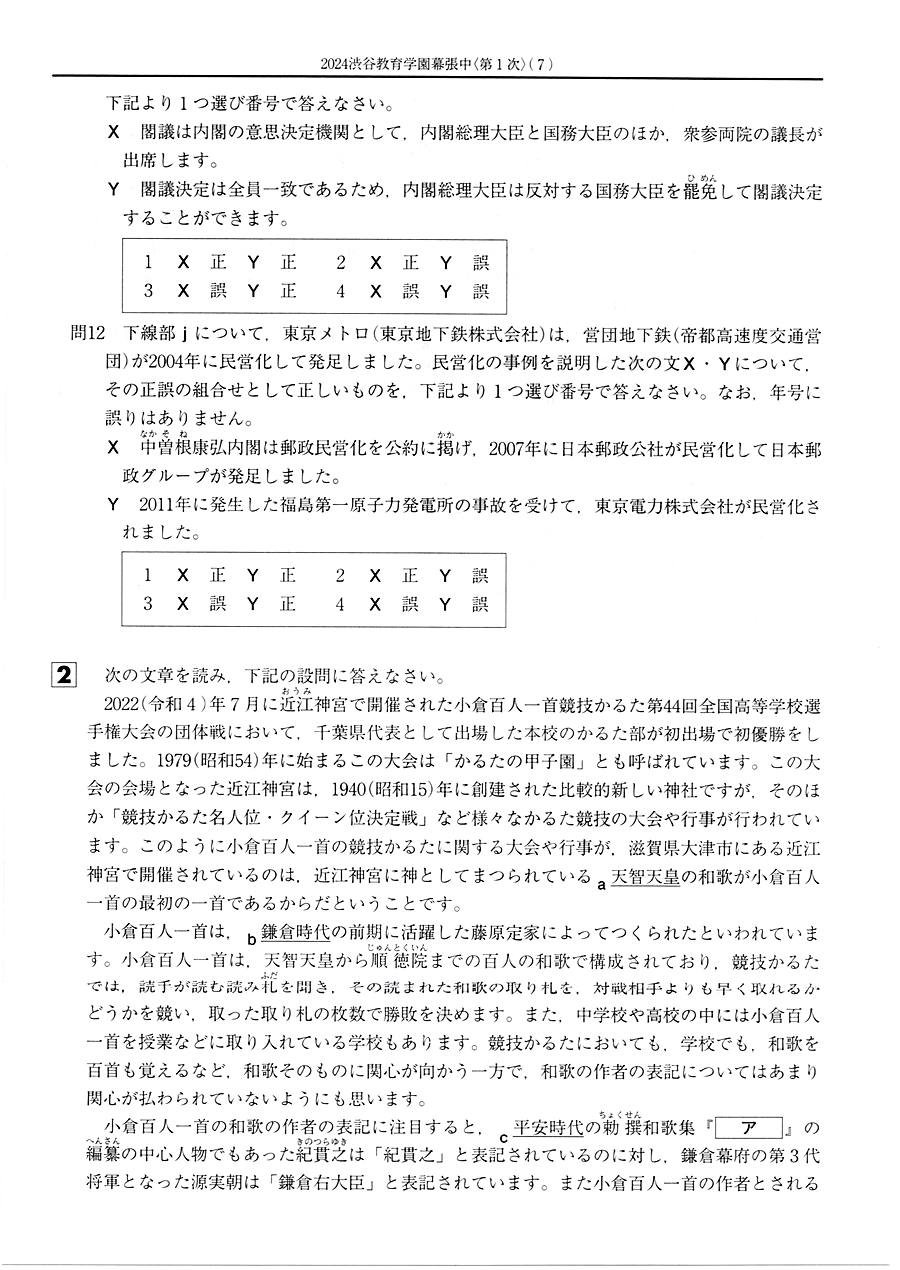 2024渋谷教育学園幕張中〈第1次〉(7)
下記より1つ選び番号で答えなさい。
X 閣議は内閣の意思決定機関として，内閣総理大臣と国務大臣のほか，衆参両院の議長が
出席します。
Y 閣議決定は全員一致であるため，内閣総理大臣は反対する国務大臣を罷免して閣議決定
することができます。
1 X 正 Y 正 2 X 正 Y 誤
3 X 誤 Y 正 4 X 誤 Y 誤
問12 下線部jについて，東京メトロ(東京地下鉄株式会社)は，営団地下鉄(帝都高速度交通営
団)が2004年に民営化して発足しました。民営化の事例を説明した次の文X・Yについて，
その正誤の組合せとして正しいものを，下記より1つ選び番号で答えなさい。なお，年号に
誤りはありません。
X 中曽根康弘内閣は郵政民営化を公約に掲げ，2007年に日本郵政公社が民営化して日本郵
政グループが発足しました。
Y 2011年に発生した福島第一原子力発電所の事故を受けて，東京電力株式会社が民営化さ
れました。
1 X 正 Y 正 2 X 正 Y 誤
3 X 誤 Y 正 4 X 誤 Y 誤
2 次の文章を読み，下記の設問に答えなさい。
2022(令和4)年7月に近江神宮で開催された小倉百人一首競技かるた第44回全国高等学校選
手権大会の団体戦において，千葉県代表として出場した本校のかるた部が初出場で初優勝をし
ました。1979(昭和54)年に始まるこの大会は「かるたの甲子園」とも呼ばれています。この大
会の会場となった近江神宮は，1940(昭和15)年に創建された比較的新しい神社ですが，そのほ
か「競技かるた名人位・クイーン位決定戦」など様々なかるた競技の大会や行事が行われてい
ます。このように小倉百人一首の競技かるたに関する大会や行事が，滋賀県大津市にある近江
神宮で開催されているのは，近江神宮に神としてまつられているa天智天皇の和歌が小倉百人
一首の最初の一首であるからだということです。
小倉百人一首は，b鎌倉時代の前期に活躍した藤原定家によってつくられたといわれていま
す。小倉百人一首は，天智天皇から順徳院までの百人の和歌で構成されており，競技かるた
では，読手が読む読み札を聞き，その読まれた和歌の取り札を，対戦相手よりも早く取れるか
どうかを競い，取った取り札の枚数で勝敗を決めます。また，中学校や高校の中には小倉百人
一首を授業などに取り入れている学校もあります。競技かるたにおいても，学校でも，和歌を
百首も覚えるなど，和歌そのものに関心が向かう一方で，和歌の作者の表記についてはあまり
関心が払われていないようにも思います。
小倉百人一首の和歌の作者の表記に注目すると，c平安時代の勅撰和歌集『 ア 』の
編纂の中心人物でもあった紀貫之は「紀貫之」と表記されているのに対し，鎌倉幕府の第3代
将軍となった源実朝は「鎌倉右大臣」と表記されています。また小倉百人一首の作者とされる